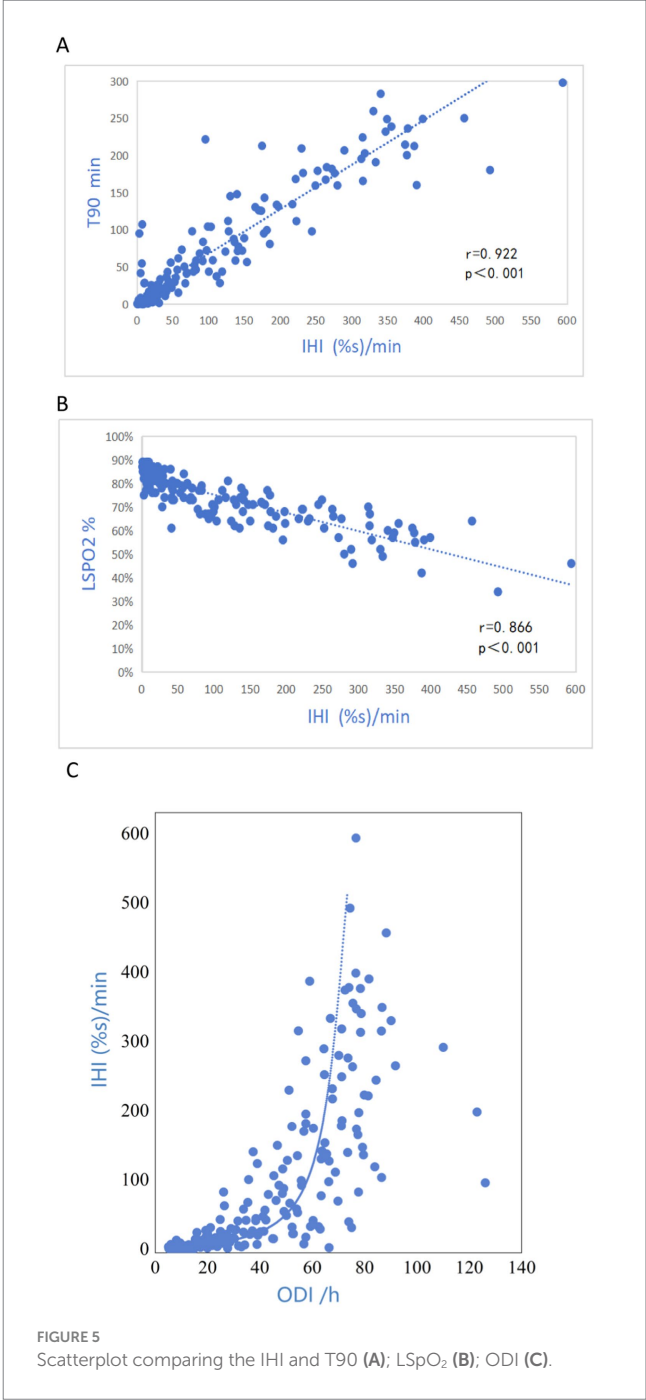 A
300
250
200
150
100
50
0
T90 min
r=0.922
p<0.001
0 50 100 150 200 250 300 350 400 450 500 550 600
IHI (%s)/min
B
100%
90%
80%
70%
60%
50%
40%
30%
20%
10%
0%
LSPO2 %
r=0.866
p<0.001
0 50 100 150 200 250 300 350 400 450 500 550 600
IHI (%s)/min
C
600
500
400
300
200
100
0
IHI (%s)/min
0 20 40 60 80 100 120 140
ODI /h
FIGURE 5
Scatterplot comparing the IHI and T90 (A); LSpO₂ (B); ODI (C).